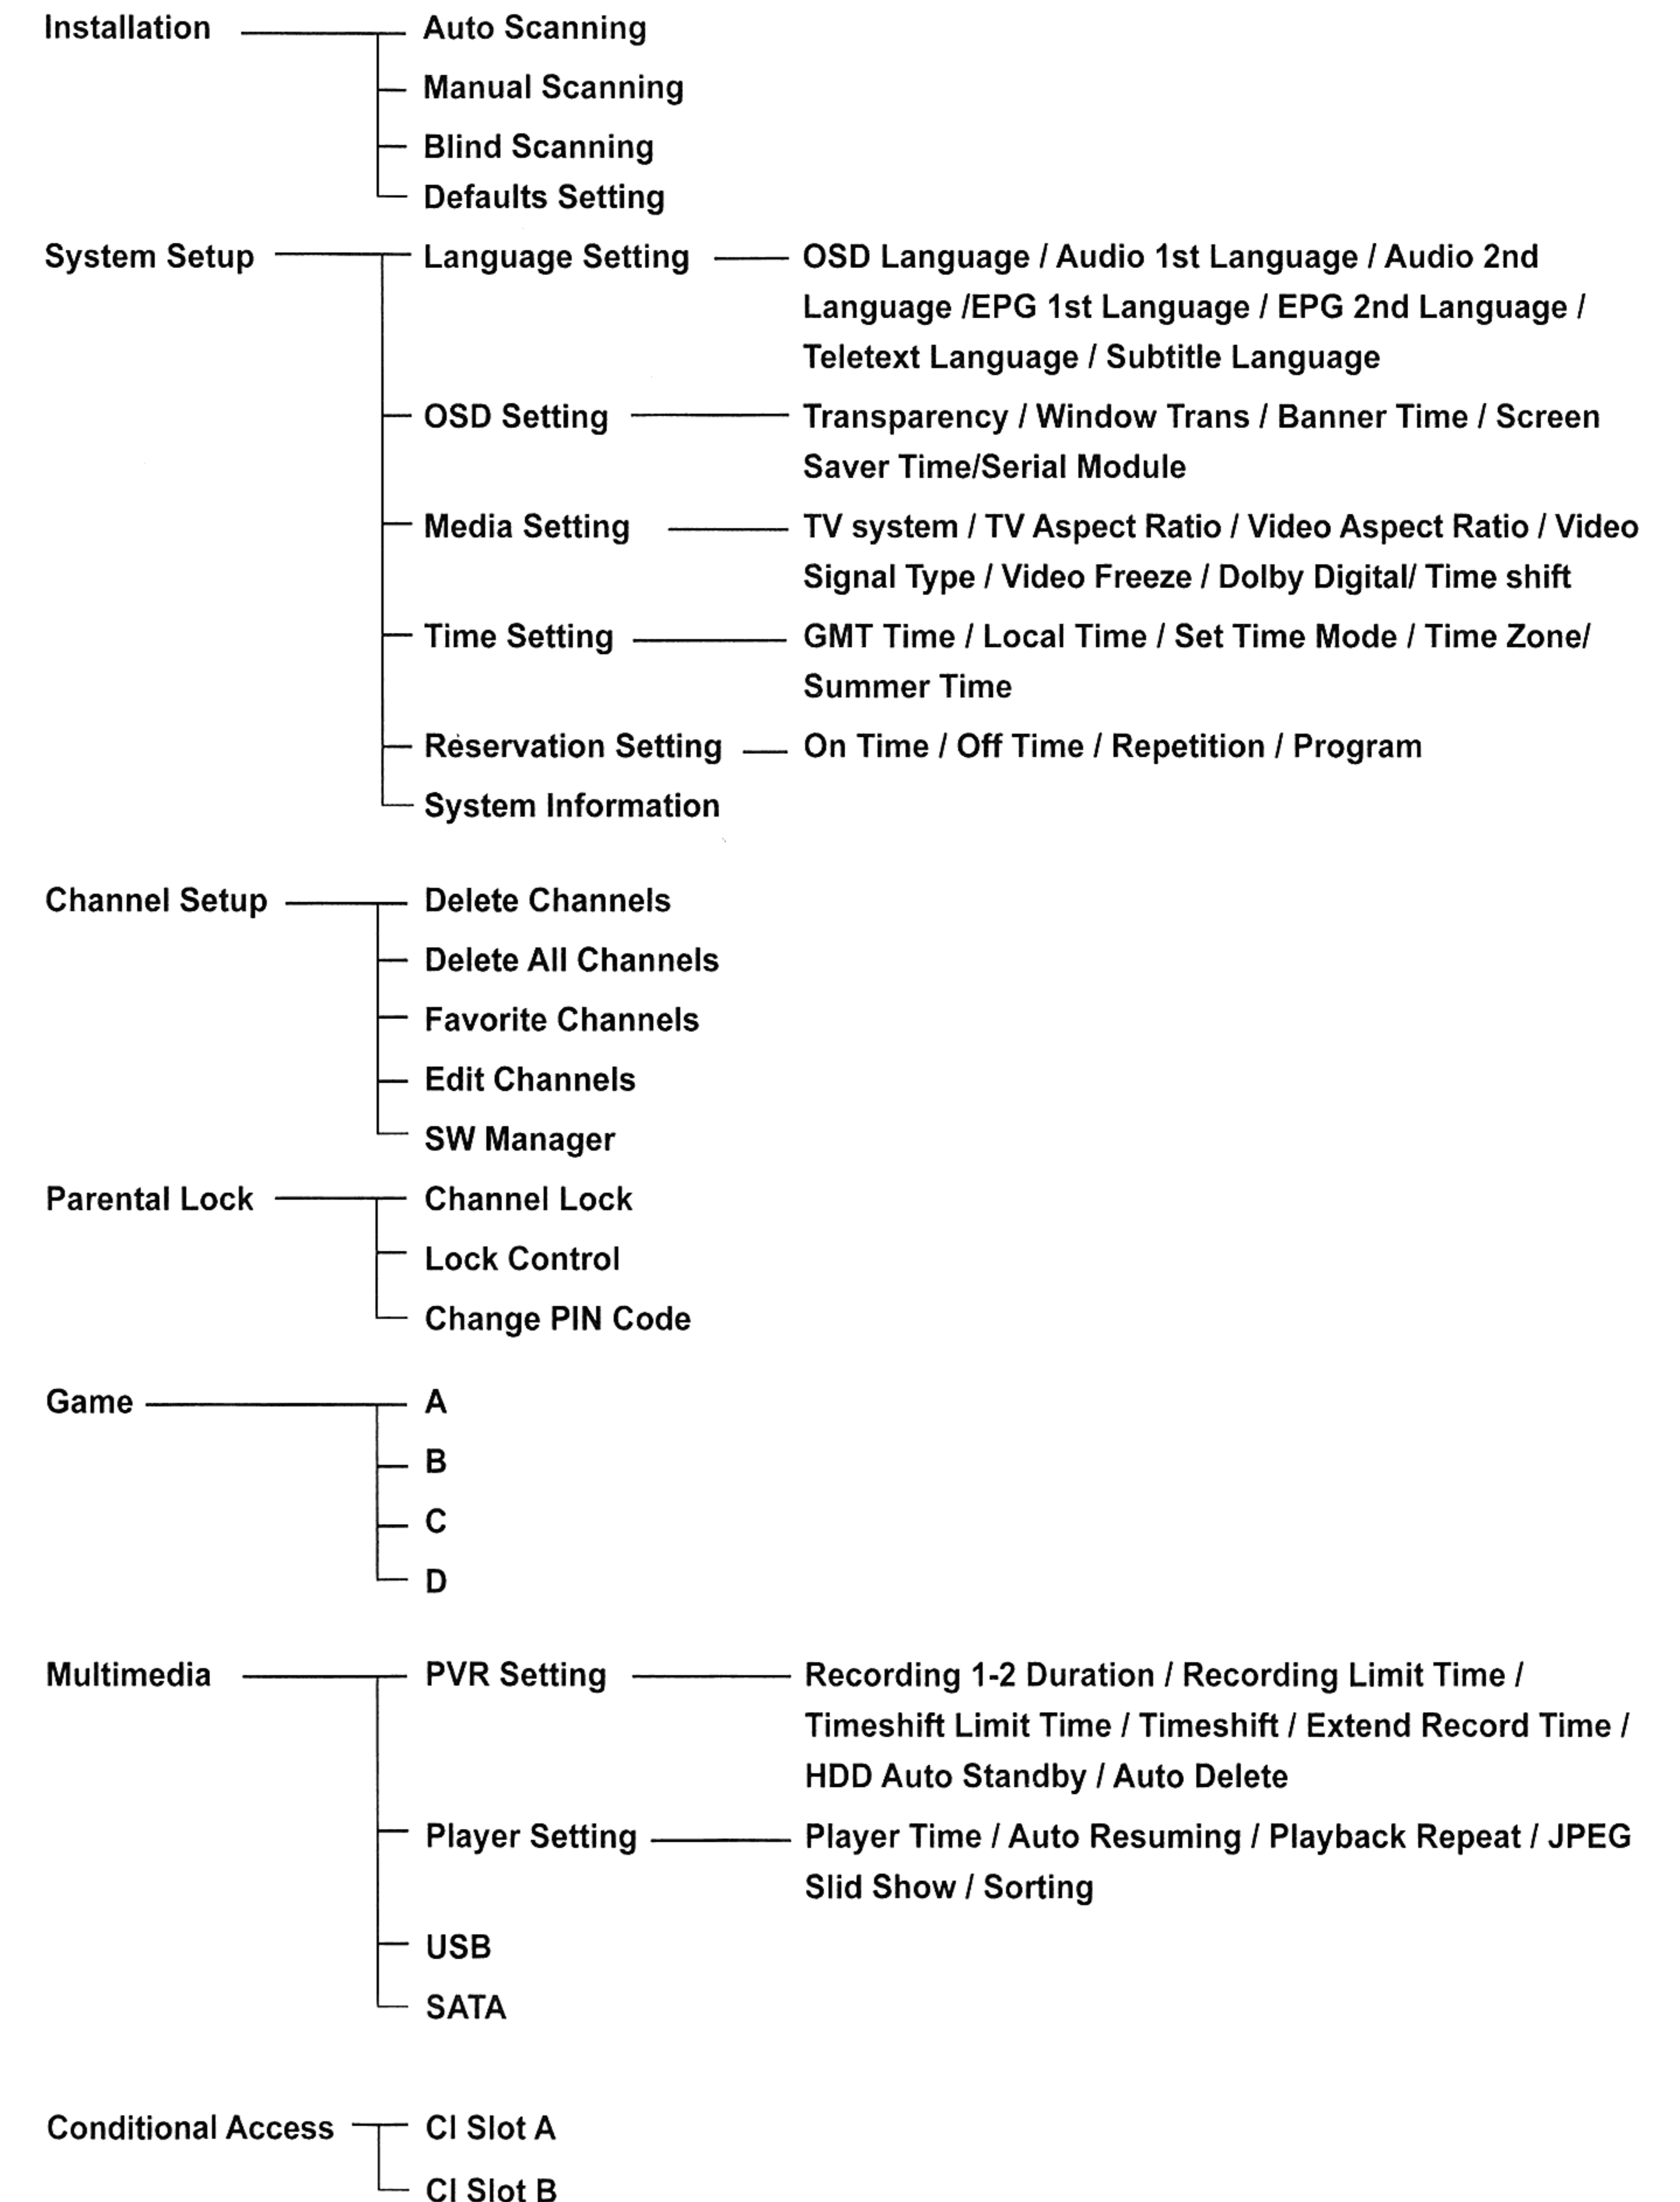 Installation Auto Scanning
Manual Scanning
Blind Scanning
Defaults Setting
System Setup Language Setting OSD Language / Audio 1st Language / Audio 2nd
Language /EPG 1st Language / EPG 2nd Language /
Teletext Language / Subtitle Language
OSD Setting Transparency / Window Trans / Banner Time / Screen
Saver Time/Serial Module
Media Setting TV system / TV Aspect Ratio / Video Aspect Ratio / Video
Signal Type / Video Freeze / Dolby Digital/ Time shift
Time Setting GMT Time / Local Time / Set Time Mode / Time Zone/
Summer Time
Reservation Setting On Time / Off Time / Repetition / Program
System Information
Channel Setup Delete Channels
Delete All Channels
Favorite Channels
Edit Channels
SW Manager
Parental Lock Channel Lock
Lock Control
Change PIN Code
Game A
B
C
D
Multimedia PVR Setting Recording 1-2 Duration / Recording Limit Time /
Timeshift Limit Time / Timeshift / Extend Record Time /
HDD Auto Standby / Auto Delete
Player Setting Player Time / Auto Resuming / Playback Repeat / JPEG
Slid Show / Sorting
USB
SATA
Conditional Access CI Slot A
CI Slot B